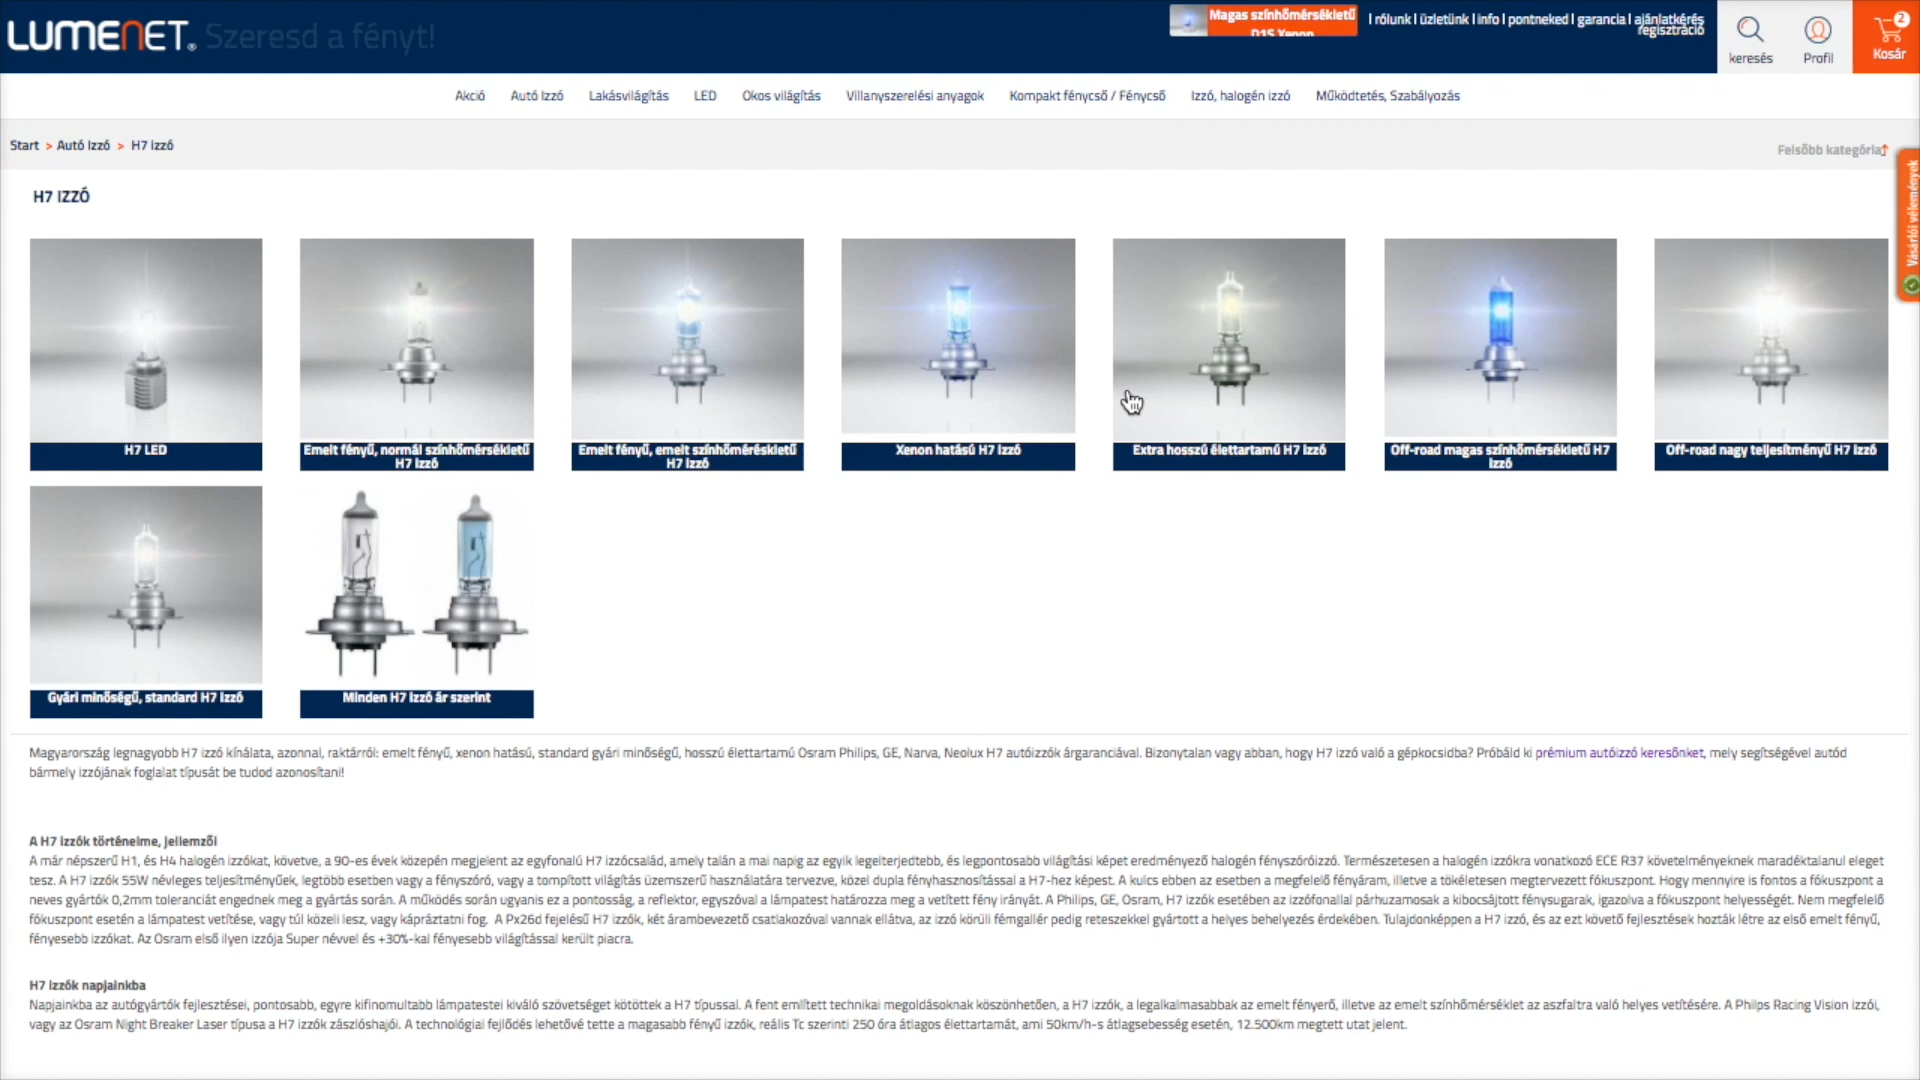 LUMENET® Szeresd a fényt!
Magas színhőmérsékletű
D1S Xenon
| rólunk | üzletünk | info | pontneked | garancia | ajánlatkérés
regisztráció
keresés
Profil
2
Kosár
Akció Autó Izzó Lakásvilágítás LED Okos világítás Villanyszerelési anyagok Kompakt fénycső / Fénycső Izzó, halogén izzó Működtetés, Szabályozás
Start > Autó Izzó > H7 izzó
Felsőbb kategória
Vásárlói vélemények
H7 IZZÓ
H7 LED
Emelt fényű, normál színhőmérsékletű
H7 izzó
Emelt fényű, emelt színhőméréskletű
H7 izzó
Xenon hatású H7 izzó
Extra hosszú élettartamú H7 izzó
Off-road magas színhőmérsékletű H7
izzó
Off-road nagy teljesítményű H7 izzó
Gyári minőségű, standard H7 izzó
Minden H7 izzó ár szerint
Magyarország legnagyobb H7 izzó kínálata, azonnal, raktárról: emelt fényű, xenon hatású, standard gyári minőségű, hosszú élettartamú Osram Philips, GE, Narva, Neolux H7 autóizzók árgaranciával. Bizonytalan vagy abban, hogy H7 izzó való a gépkocsidba? Próbáld ki prémium autóizzó keresőnket, mely segítségével autód
bármely izzójának foglalat típusát be tudod azonosítani!
A H7 izzók történelme, jellemzői
A már népszerű H1, és H4 halogén izzókat, követve, a 90-es évek közepén megjelent az egyfonalú H7 izzócsalád, amely talán a mai napig az egyik legelterjedtebb, és legpontosabb világítási képet eredményező halogén fényszóróizzó. Természetesen a halogén izzókra vonatkozó ECE R37 követelményeknek maradéktalanul eleget
tesz. A H7 izzók 55W névleges teljesítményűek, legtöbb esetben vagy a fényszóró, vagy a tompított világítás üzemszerű használatára tervezve, közel dupla fényhasznosítással a H7-hez képest. A kulcs ebben az esetben a megfelelő fényáram, illetve a tökéletesen megtervezett fókuszpont. Hogy mennyire is fontos a fókuszpont a
neves gyártók 0,2mm toleranciát engednek meg a gyártás során. A működés során ugyanis ez a pontosság, a reflektor, egyszóval a lámpatest határozza meg a vetített fény irányát. A Philips, GE, Osram, H7 izzók esetében az izzófonallal párhuzamosak a kibocsájtott fénysugarak, igazolva a fókuszpont helyességét. Nem megfelelő
fókuszpont esetén a lámpatest vetítése, vagy túl közeli lesz, vagy kápráztatni fog. A Px26d fejelésű H7 izzók, két árambevezető csatlakozóval vannak ellátva, az izzó körüli fémgallér pedig reteszekkel gyártott a helyes behelyezés érdekében. Tulajdonképpen a H7 izzó, és az ezt követő fejlesztések hozták létre az első emelt fényű,
fényesebb izzókat. Az Osram első ilyen izzója Super névvel és +30%-kal fényesebb világítással került piacra.
H7 izzók napjainkba
Napjainkba az autógyártók fejlesztései, pontosabb, egyre kifinomultabb lámpatestei kiváló szövetséget kötöttek a H7 típussal. A fent említett technikai megoldásoknak köszönhetően, a H7 izzók, a legalkalmasabbak az emelt fényerő, illetve az emelt színhőmérséklet az aszfaltra való helyes vetítésére. A Philps Racing Vision izzói,
vagy az Osram Night Breaker Laser típusa a H7 izzók zászlóshajói. A technológiai fejlődés lehetővé tette a magasabb fényű izzók, reális Tc szerinti 250 óra átlagos élettartamát, ami 50km/h-s átlagsebesség esetén, 12.500km megtett utat jelent.